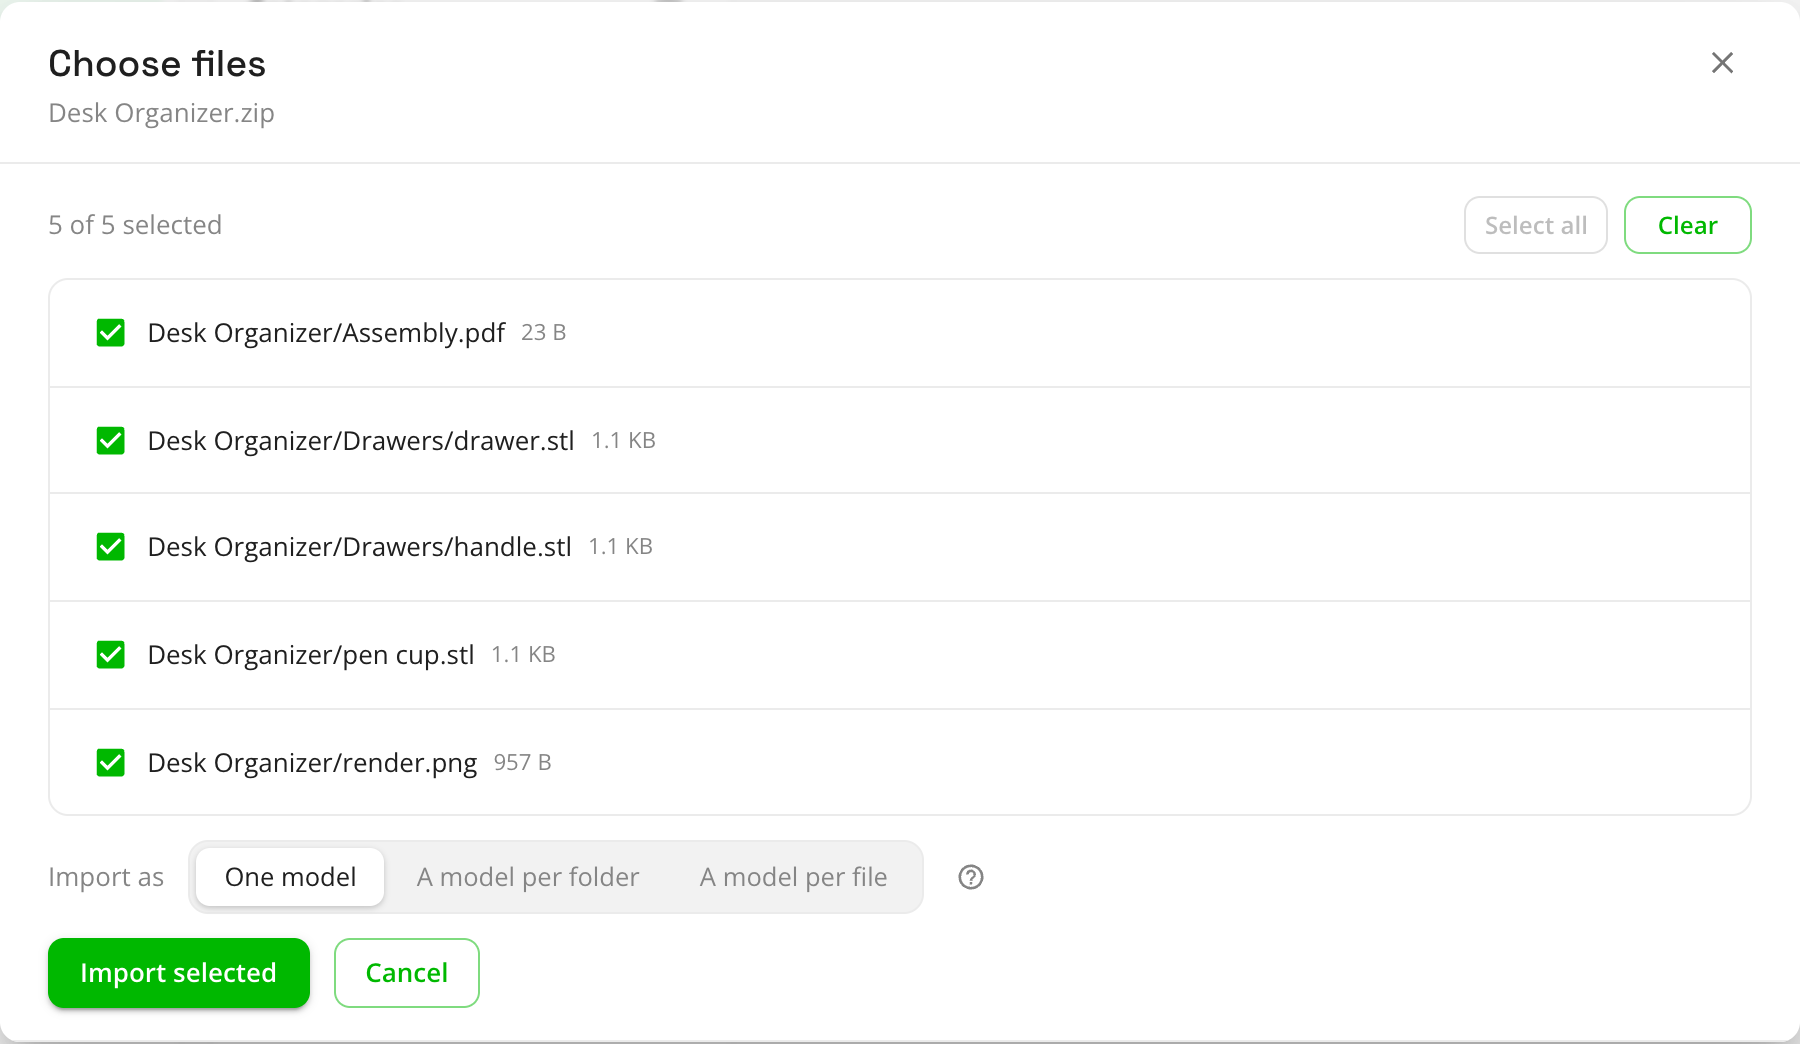 Choose files
Desk Organizer.zip
5 of 5 selected
Select all
Clear
Desk Organizer/Assembly.pdf 23 B
Desk Organizer/Drawers/drawer.stl 1.1 KB
Desk Organizer/Drawers/handle.stl 1.1 KB
Desk Organizer/pen cup.stl 1.1 KB
Desk Organizer/render.png 957 B
Import as One model A model per folder A model per file ?
Import selected Cancel